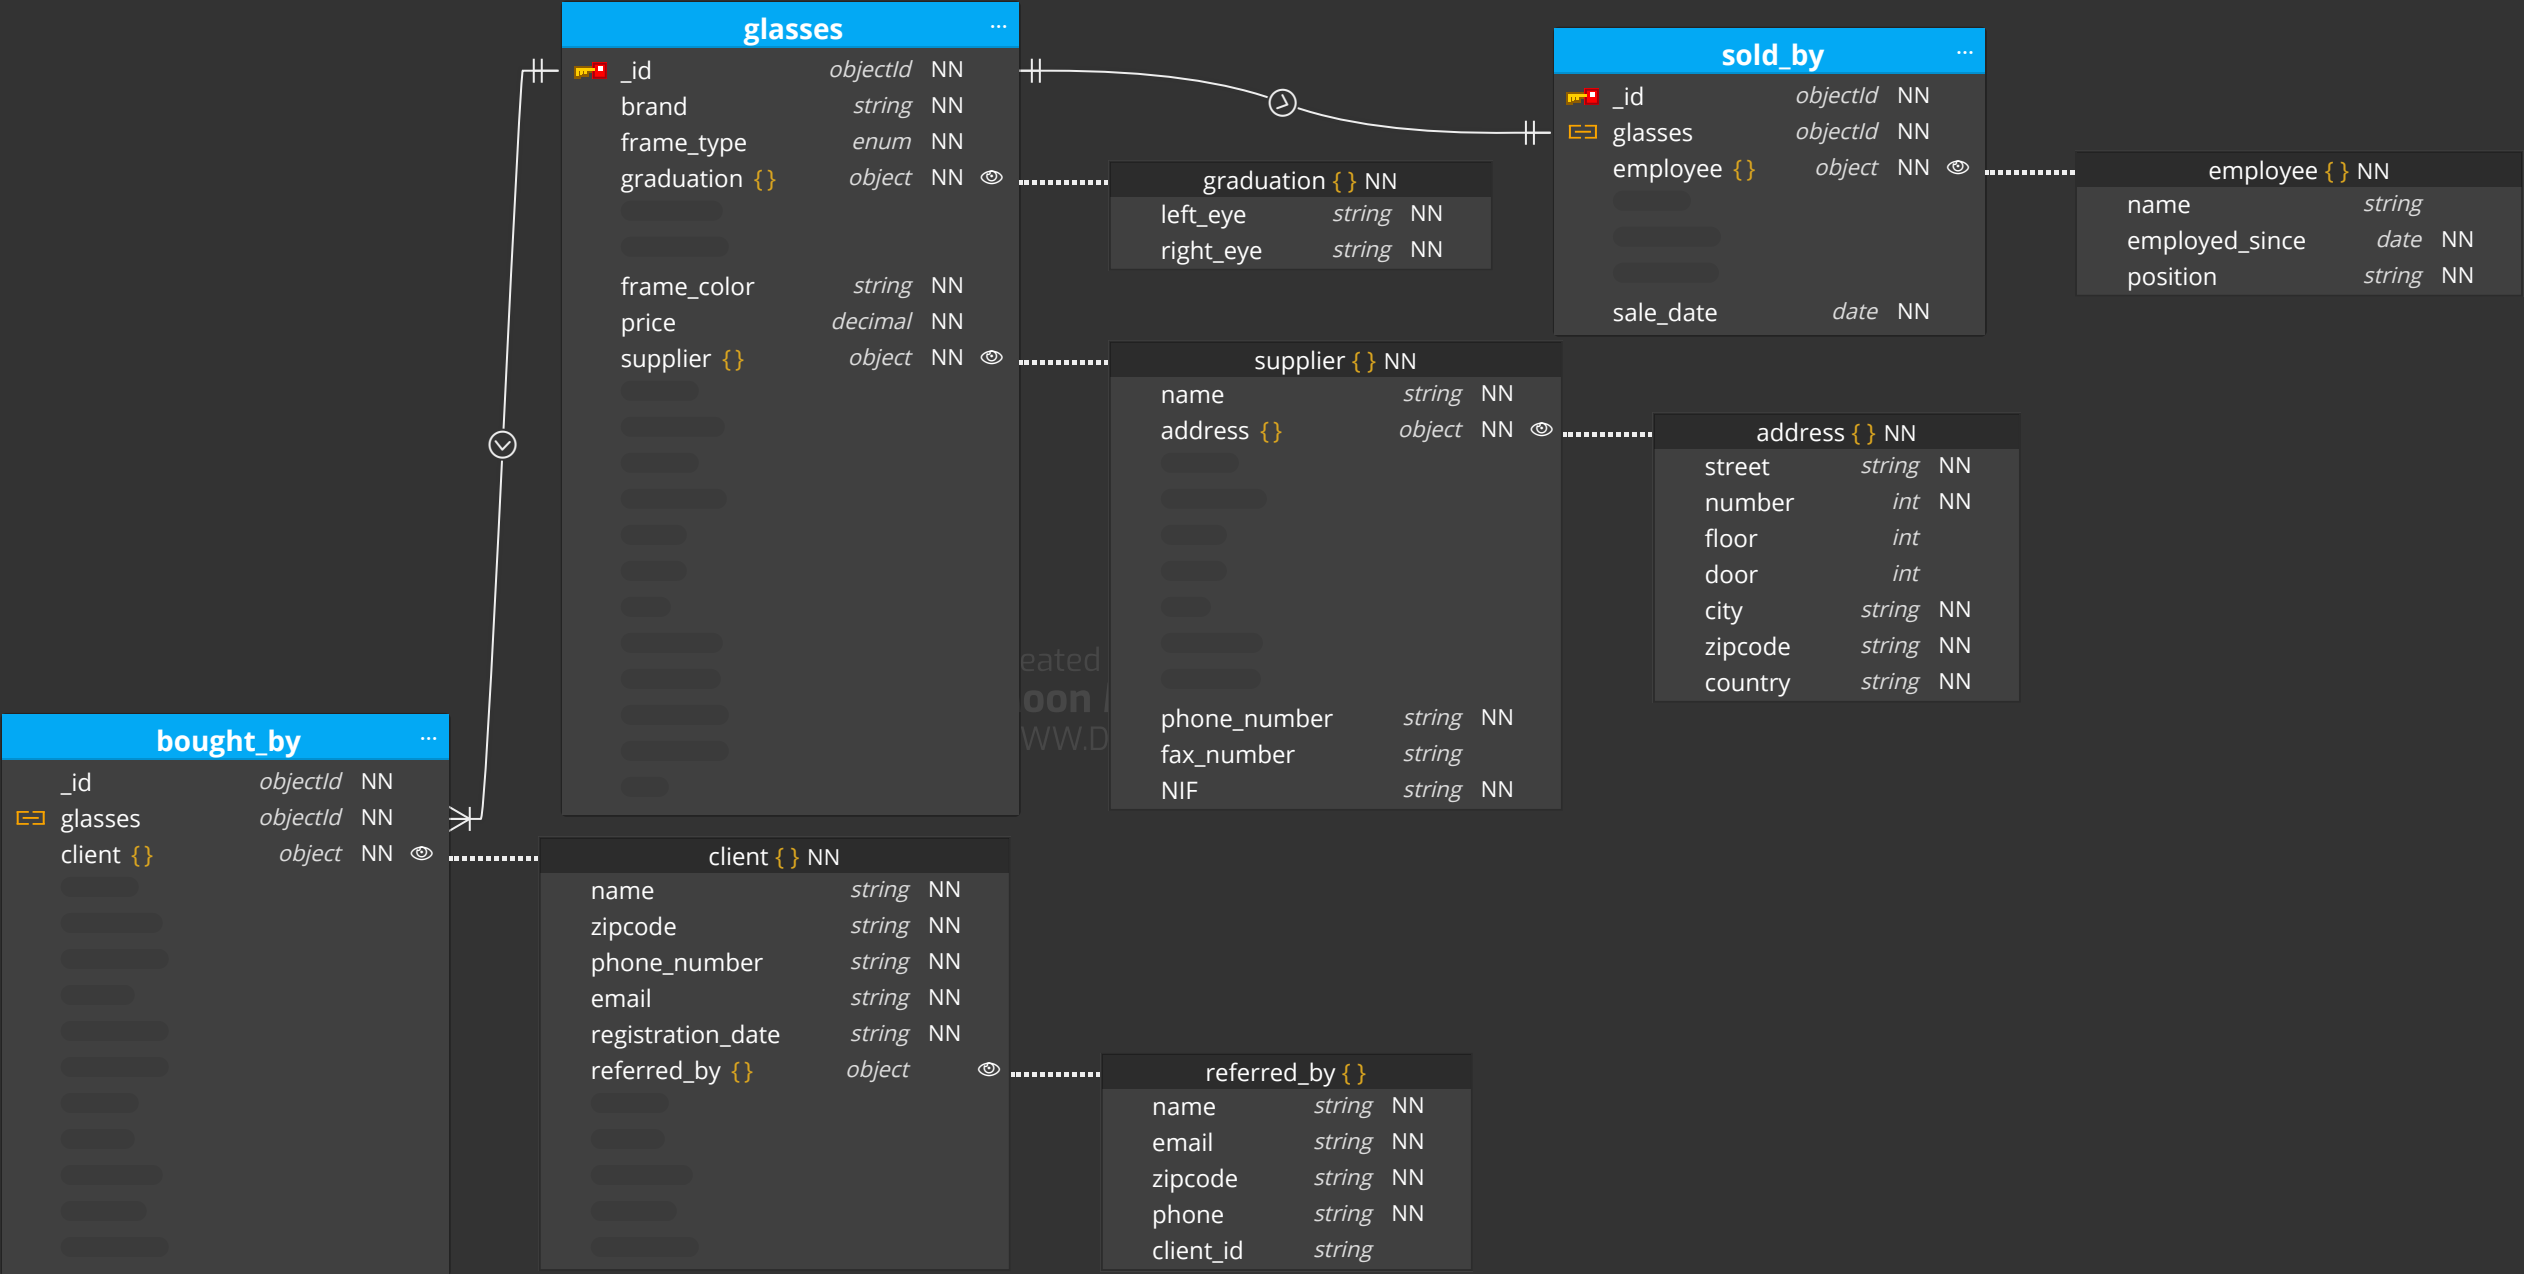 glasses ...
_id objectId NN
brand string NN
frame_type enum NN
graduation {} object NN
frame_color string NN
price decimal NN
supplier {} object NN
sold_by ...
_id objectId NN
glasses objectId NN
employee {} object NN
sale_date date NN
employee {} NN
name string
employed_since date NN
position string NN
graduation {} NN
left_eye string NN
right_eye string NN
supplier {} NN
name string NN
address {} object NN
phone_number string NN
fax_number string
NIF string NN
address {} NN
street string NN
number int NN
floor int
door int
city string NN
zipcode string NN
country string NN
eated
oon
WW.D
bought_by ...
_id objectId NN
glasses objectId NN
client {} object NN
client {} NN
name string NN
zipcode string NN
phone_number string NN
email string NN
registration_date string NN
referred_by {} object
referred_by {}
name string NN
email string NN
zipcode string NN
phone string NN
client_id string